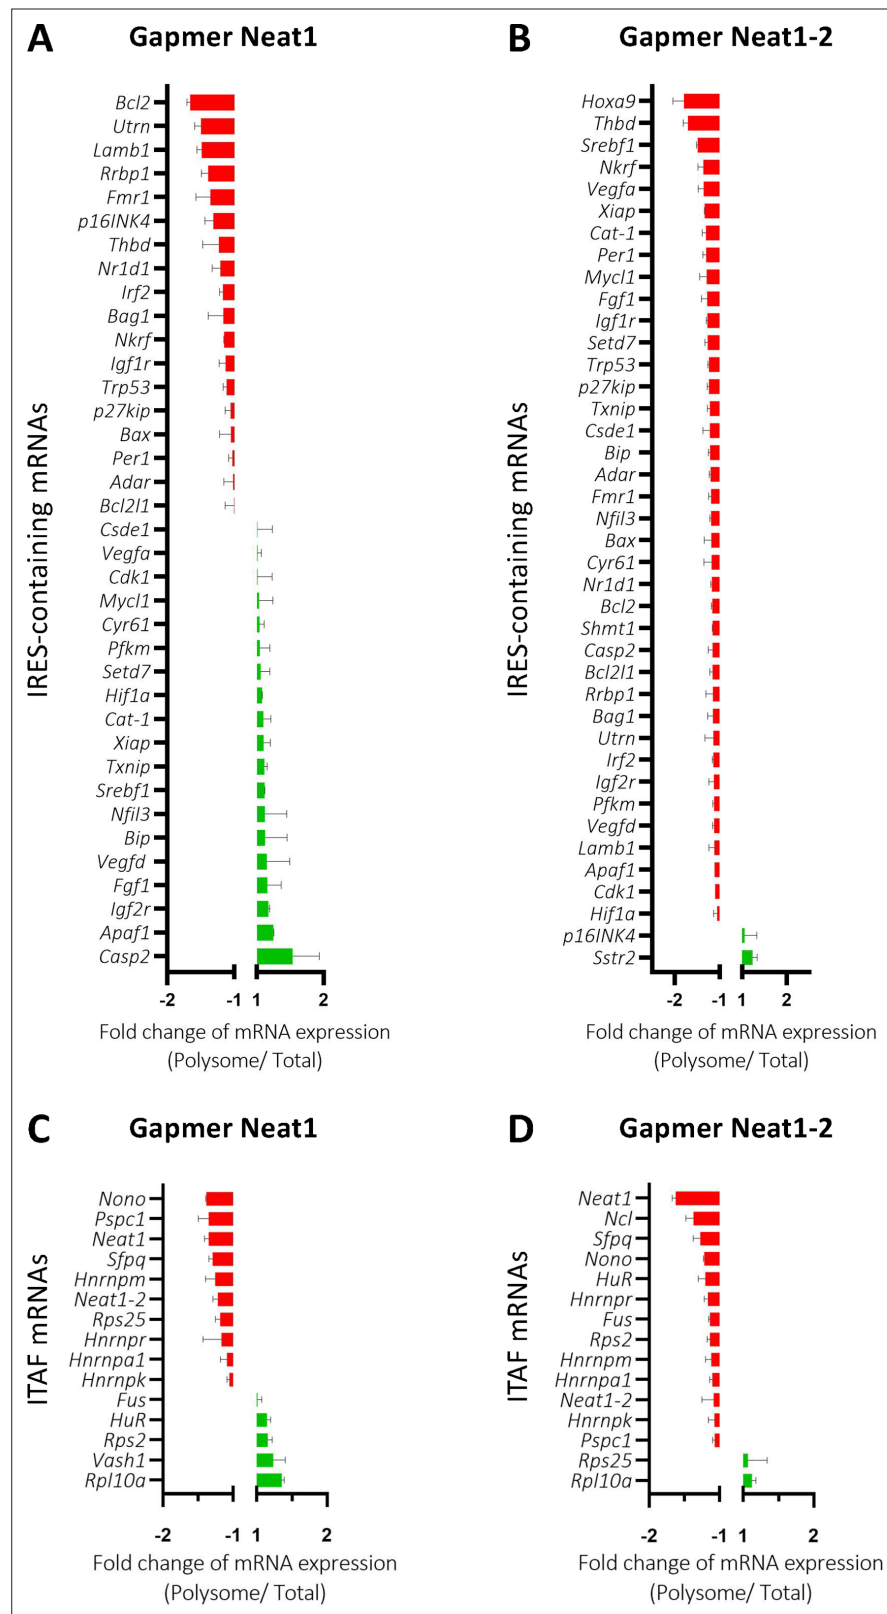 A
Gapmer Neat1
IRES-containing mRNAs
Bcl2
Utrn
Lamb1
Rrbp1
Fmr1
p16INK4
Thbd
Nr1d1
Irf2
Bag1
Nkrf
Igf1r
Trp53
p27kip
Bax
Per1
Adar
Bcl2l1
Csde1
Vegfa
Cdk1
Mycl1
Cyr61
Pfkm
Setd7
Hif1a
Cat-1
Xiap
Txnip
Srebf1
Nfil3
Bip
Vegfd
Fgf1
Igf2r
Apaf1
Casp2
-2 -1 1 2
Fold change of mRNA expression
(Polysome/ Total)
B
Gapmer Neat1-2
IRES-containing mRNAs
Hoxa9
Thbd
Srebf1
Nkrf
Vegfa
Xiap
Cat-1
Per1
Mycl1
Fgf1
Igf1r
Setd7
Trp53
p27kip
Txnip
Csde1
Bip
Adar
Fmr1
Nfil3
Bax
Cyr61
Nr1d1
Bcl2
Shmt1
Casp2
Bcl2l1
Rrbp1
Bag1
Utrn
Irf2
Igf2r
Pfkm
Vegfd
Lamb1
Apaf1
Cdk1
Hif1a
p16INK4
Sstr2
-2 -1 1 2
Fold change of mRNA expression
(Polysome/ Total)
C
Gapmer Neat1
ITAF mRNAs
Nono
Pspc1
Neat1
Sfpq
Hnrnpm
Neat1-2
Rps25
Hnrnpr
Hnrnpa1
Hnrnpk
Fus
HuR
Rps2
Vash1
Rpl10a
-2 -1 1 2
Fold change of mRNA expression
(Polysome/ Total)
D
Gapmer Neat1-2
ITAF mRNAs
Neat1
Ncl
Sfpq
Nono
HuR
Hnrnpr
Fus
Rps2
Hnrnpm
Hnrnpa1
Neat1-2
Hnrnpk
Pspc1
Rps25
Rpl10a
-2 -1 1 2
Fold change of mRNA expression
(Polysome/ Total)